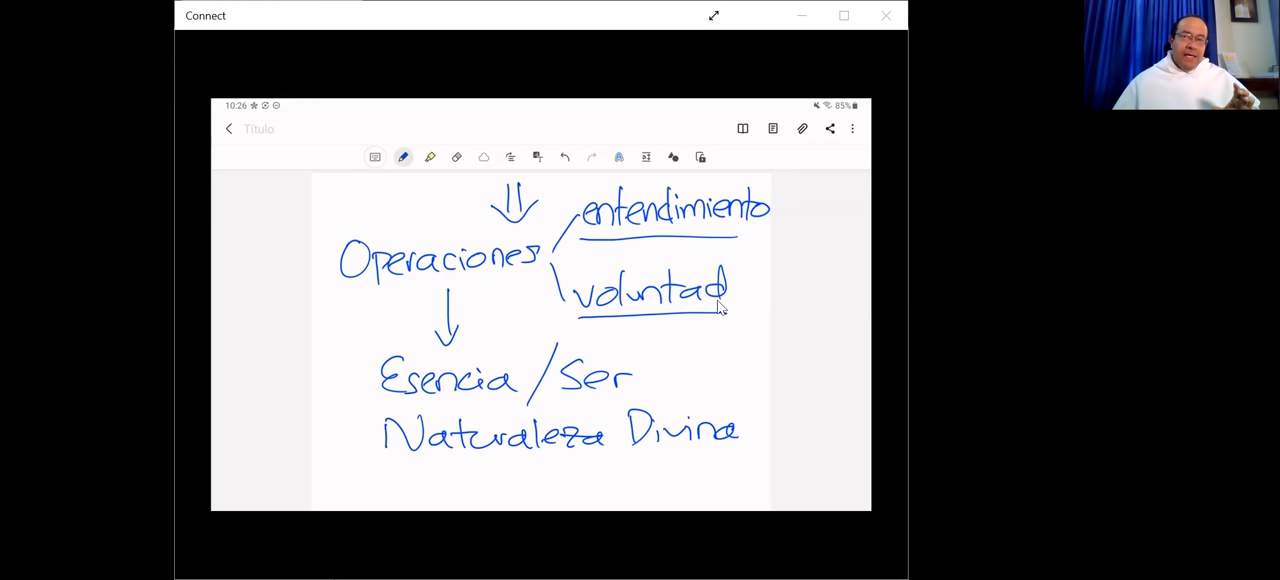 Connect
10:26
85%
Título
entendimiento
Operaciones
voluntad
Esencia / Ser
Naturaleza Divina